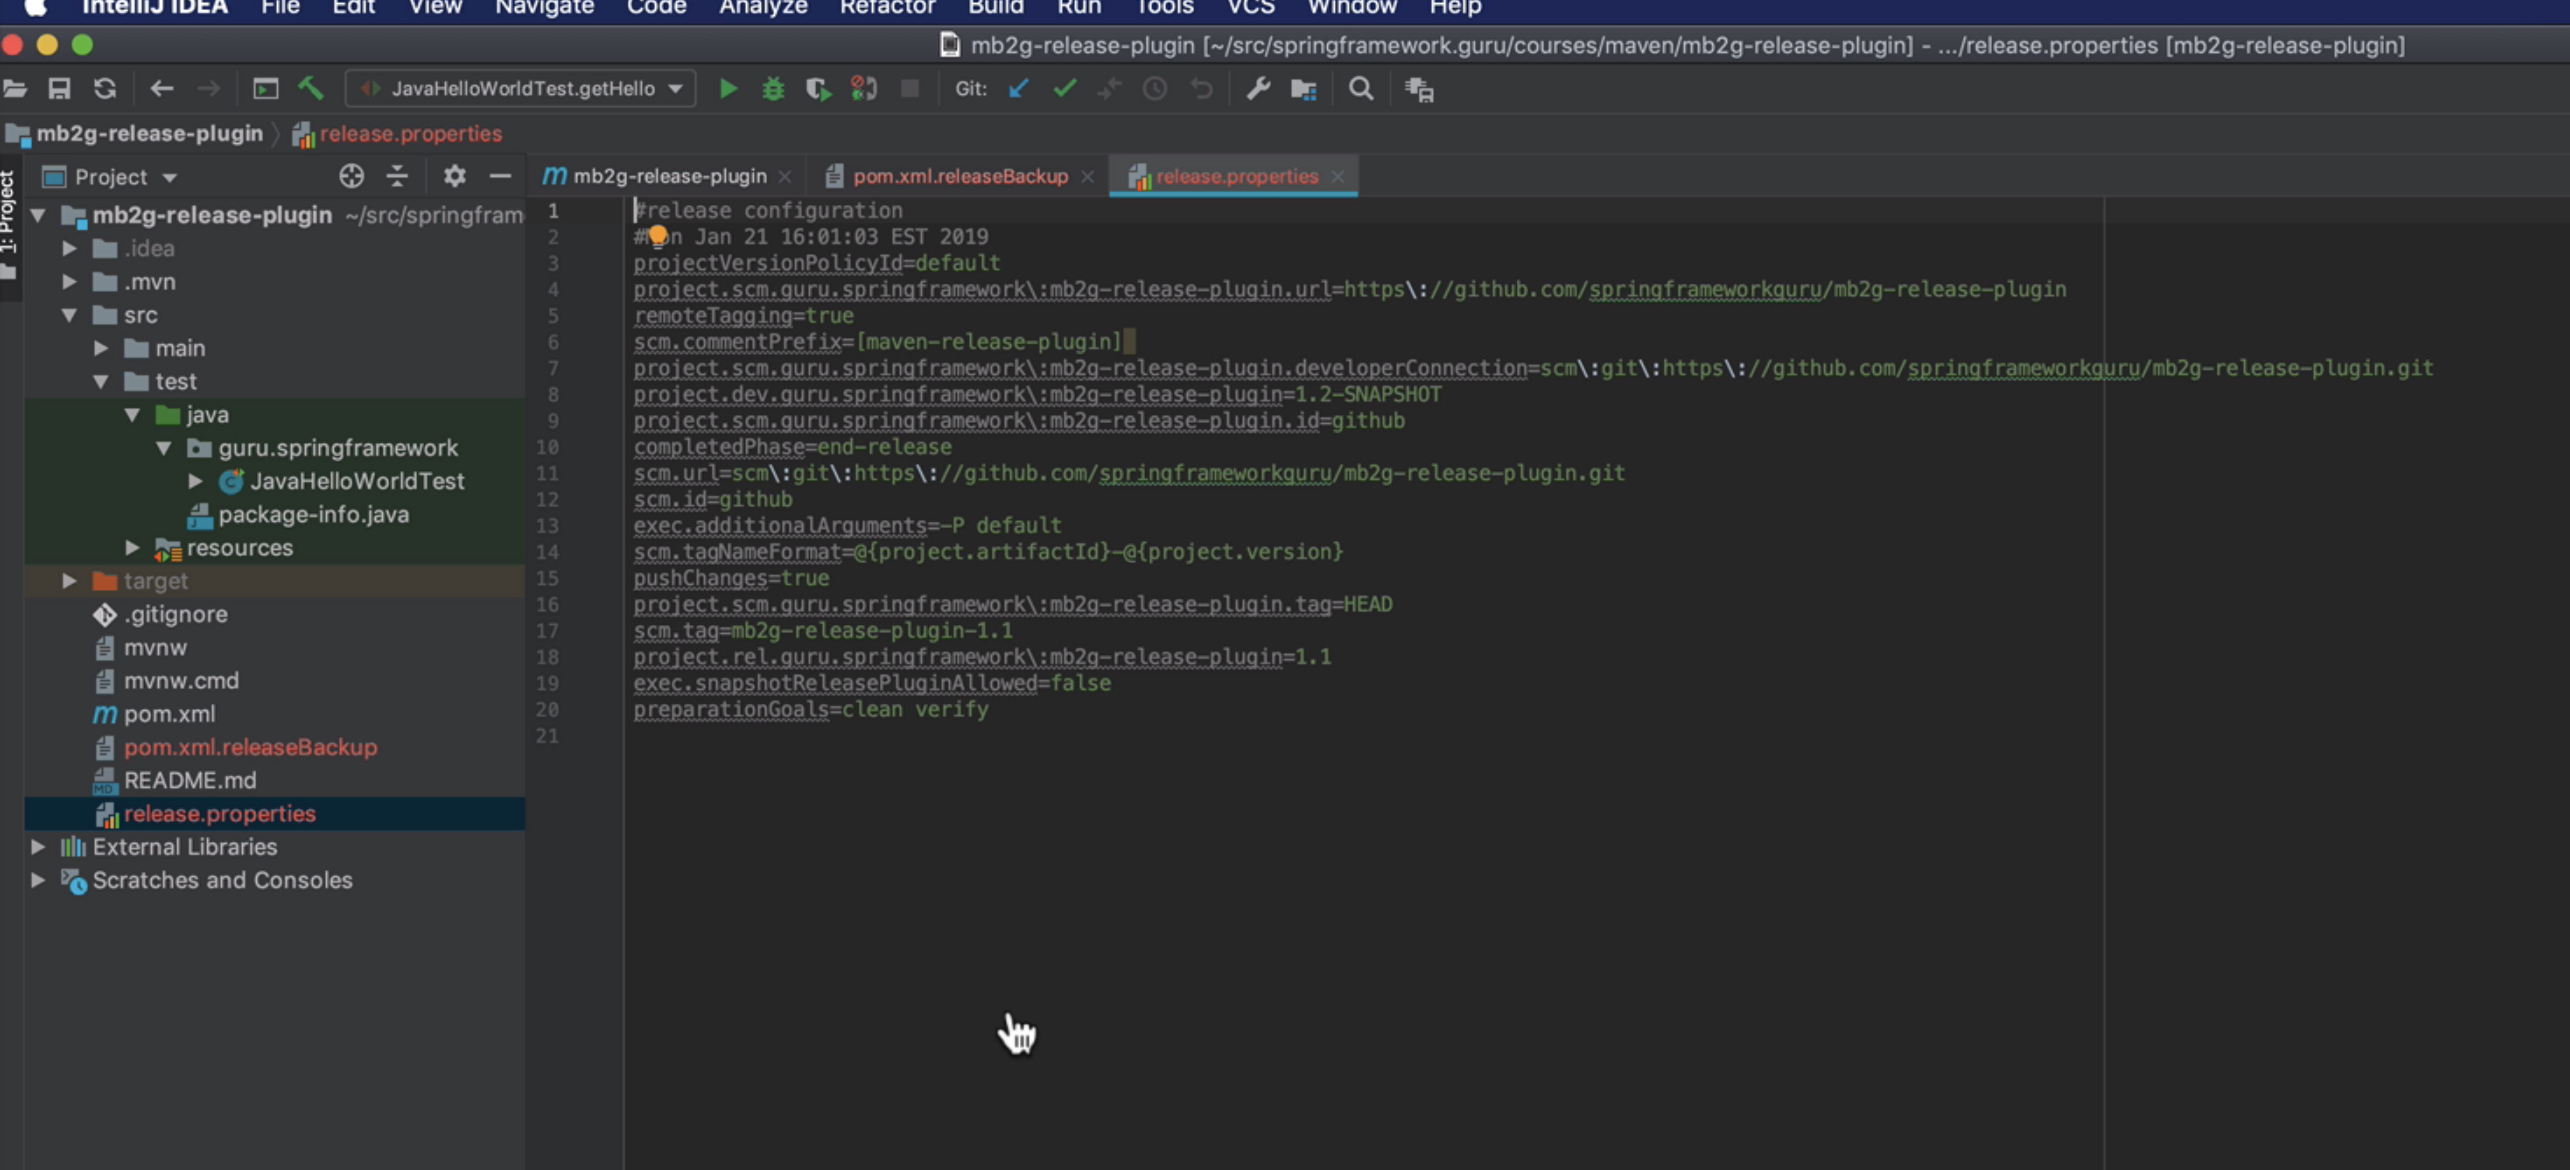 IntelliJ IDEA File Edit View Navigate Code Analyze Refactor Build Run Tools VCS Window Help
mb2g-release-plugin [~/src/springframework.guru/courses/maven/mb2g-release-plugin] - .../release.properties [mb2g-release-plugin]
JavaHelloWorldTest.getHello Git:
mb2g-release-plugin release.properties
1: Project
Project
mb2g-release-plugin ~/src/springfram
.idea
.mvn
src
main
test
java
guru.springframework
JavaHelloWorldTest
package-info.java
resources
target
.gitignore
mvnw
mvnw.cmd
pom.xml
pom.xml.releaseBackup
README.md
release.properties
External Libraries
Scratches and Consoles
mb2g-release-plugin pom.xml.releaseBackup release.properties
1 #release configuration
2 #Mon Jan 21 16:01:03 EST 2019
3 projectVersionPolicyId=default
4 project.scm.guru.springframework\:mb2g-release-plugin.url=https\://github.com/springframeworkguru/mb2g-release-plugin
5 remoteTagging=true
6 scm.commentPrefix=[maven-release-plugin]
7 project.scm.guru.springframework\:mb2g-release-plugin.developerConnection=scm\:git\:https\://github.com/springframeworkguru/mb2g-release-plugin.git
8 project.dev.guru.springframework\:mb2g-release-plugin=1.2-SNAPSHOT
9 project.scm.guru.springframework\:mb2g-release-plugin.id=github
10 completedPhase=end-release
11 scm.url=scm\:git\:https\://github.com/springframeworkguru/mb2g-release-plugin.git
12 scm.id=github
13 exec.additionalArguments=-P default
14 scm.tagNameFormat=@{project.artifactId}-@{project.version}
15 pushChanges=true
16 project.scm.guru.springframework\:mb2g-release-plugin.tag=HEAD
17 scm.tag=mb2g-release-plugin-1.1
18 project.rel.guru.springframework\:mb2g-release-plugin=1.1
19 exec.snapshotReleasePluginAllowed=false
20 preparationGoals=clean verify
21